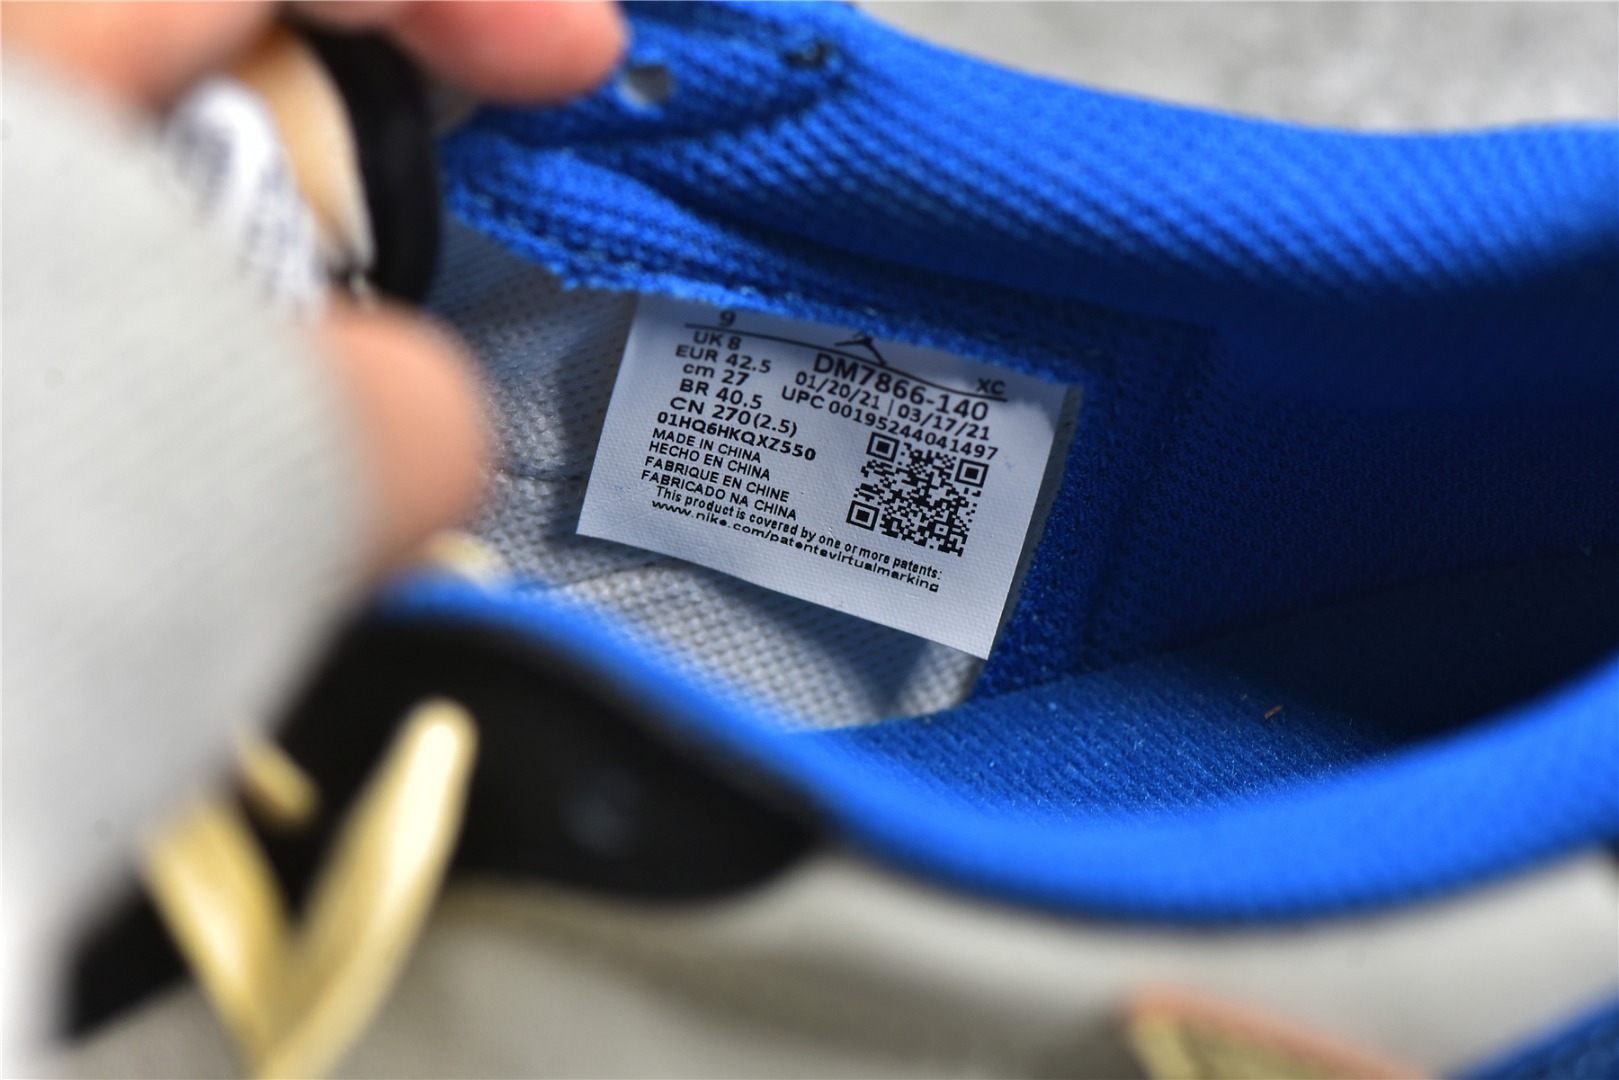 9
XC
UK 8
EUR 42.5
cm 27
BR 40.5
CN 270(2.5)
DM7866-140
01/20/21 | 03/17/21
UPC 00195244041497
01HQ6HKQXZ550
MADE IN CHINA
HECHO EN CHINA
FABRIQUE EN CHINE
FABRICADO NA CHINA
This product is covered by one or more patents:
www.nike.com/patentsvirtualmarking